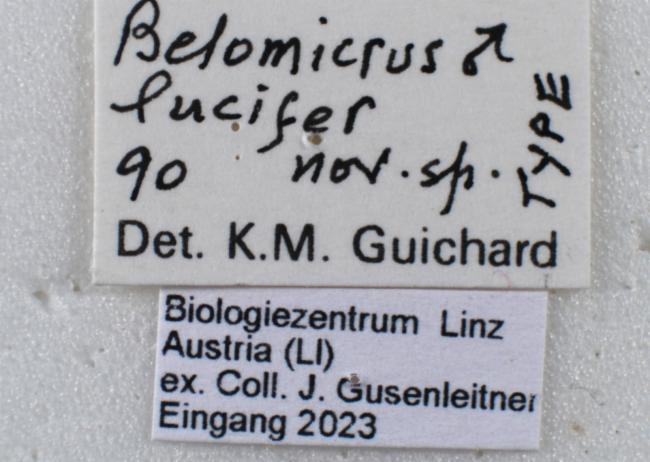 Belomicrus ♂
lucifer
90 nov. sp.
TYPE
Det. K.M. Guichard
Biologiezentrum Linz
Austria (LI)
ex. Coll. J. Gusenleitner
Eingang 2023